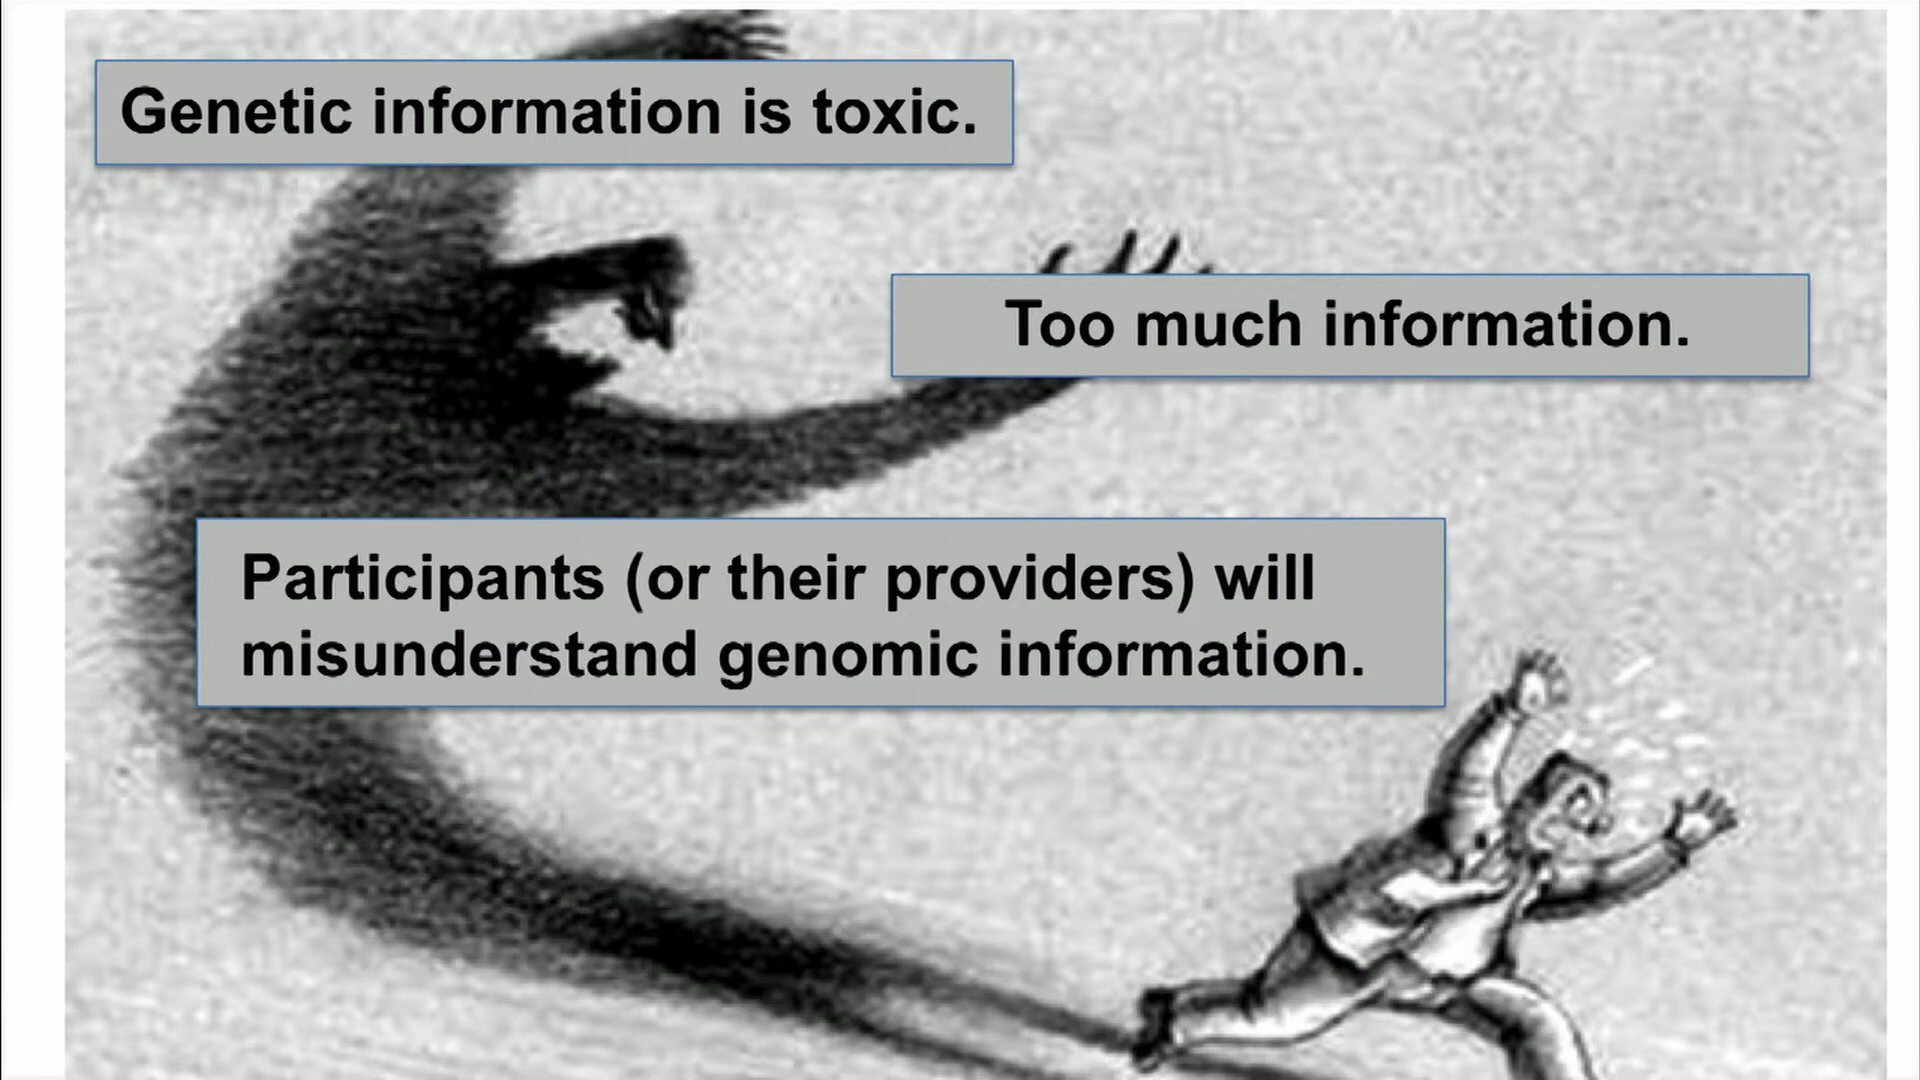 Genetic information is toxic.
Too much information.
Participants (or their providers) will
misunderstand genomic information.